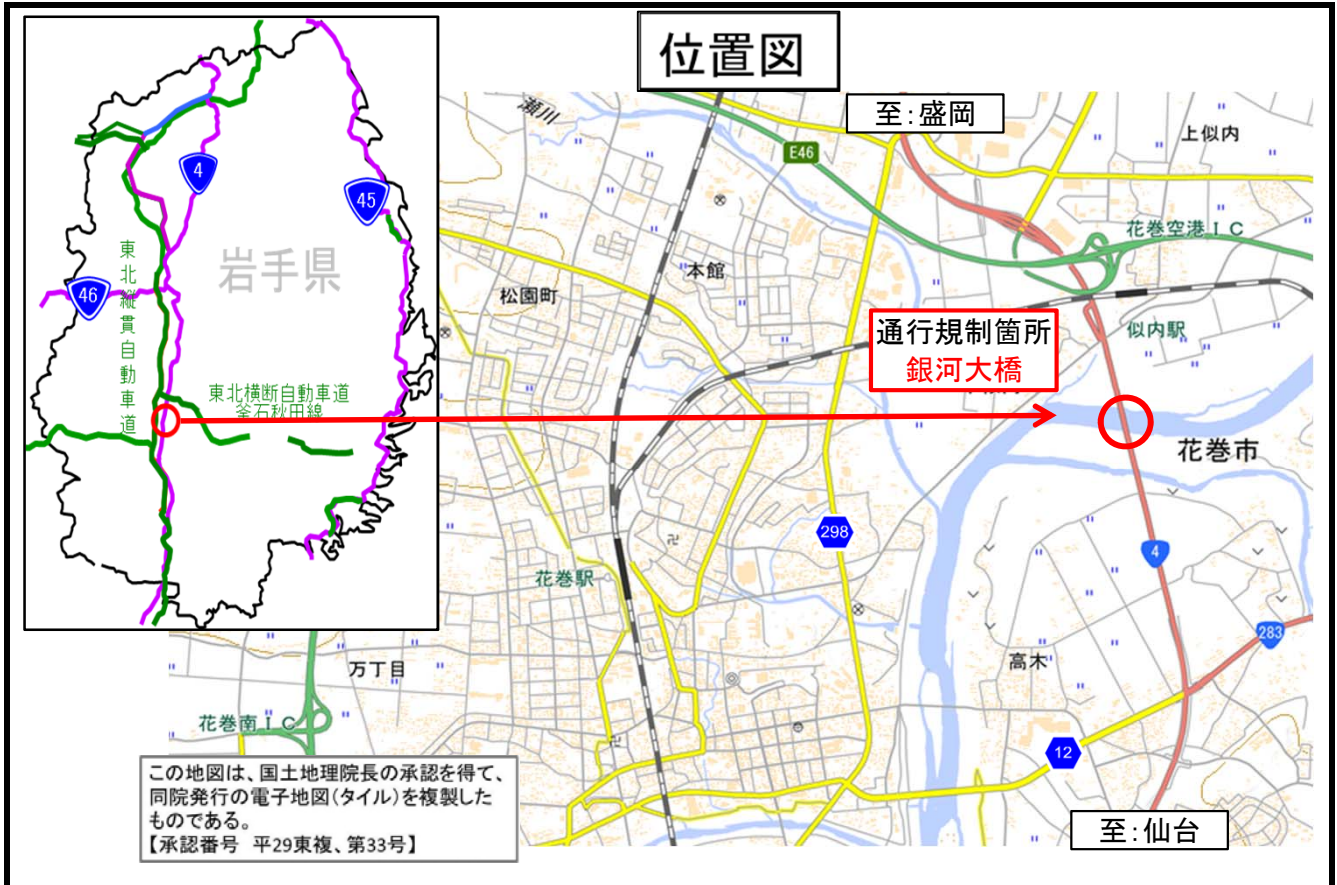 位置図
4
45
46
岩手県
東北縦貫自動車道
東北横断自動車道
釜石秋田線
至:盛岡
瀬川
E46
上似内
花巻空港IC
本館
松園町
似内駅
通行規制箇所
銀河大橋
花巻市
298
4
花巻駅
283
高木
万丁目
花巻南IC
12
至:仙台
この地図は、国土地理院長の承認を得て、
同院発行の電子地図(タイル)を複製した
ものである。
【承認番号 平29東複、第33号】